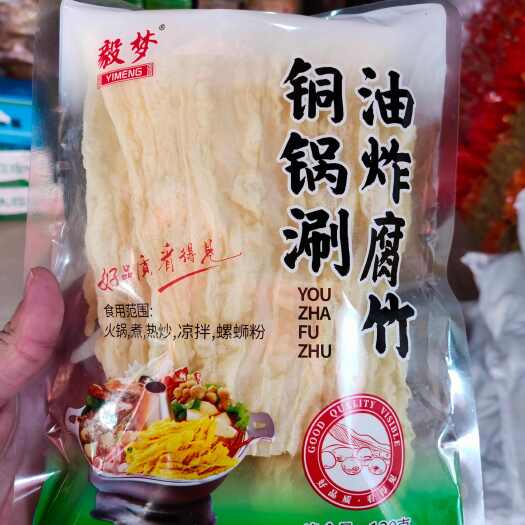 毅梦®
YIMENG
油炸腐竹
铜锅涮
YOU
ZHA
FU
ZHU
好品质看得见
食用范围:
火锅,煮,热炒,凉拌,螺蛳粉
GOOD QUALITY VISIBLE